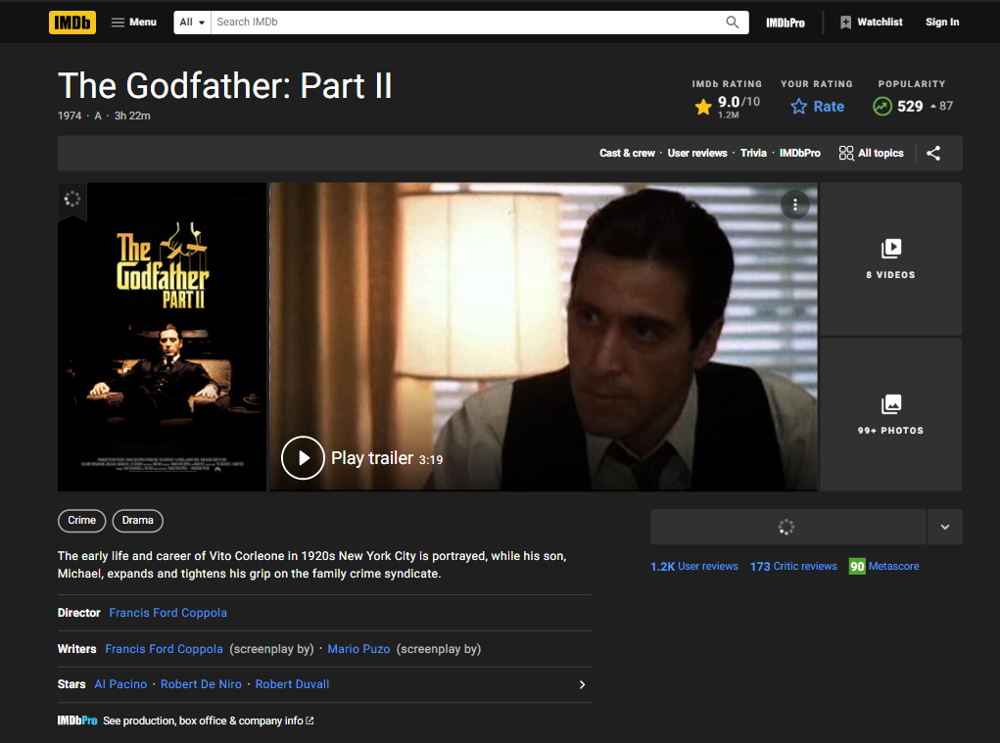 IMDb Menu All Search IMDb IMDbPro Watchlist Sign In
The Godfather: Part II
1974 · A · 3h 22m
IMDb RATING YOUR RATING POPULARITY
9.0/10 Rate 529 87
1.2M
Cast & crew · User reviews · Trivia · IMDbPro All topics
The
Godfather
PART II
8 VIDEOS
99+ PHOTOS
Play trailer 3:19
Crime Drama
The early life and career of Vito Corleone in 1920s New York City is portrayed, while his son,
Michael, expands and tightens his grip on the family crime syndicate.
1.2K User reviews 173 Critic reviews 90 Metascore
Director Francis Ford Coppola
Writers Francis Ford Coppola (screenplay by) · Mario Puzo (screenplay by)
Stars Al Pacino · Robert De Niro · Robert Duvall
IMDbPro See production, box office & company info